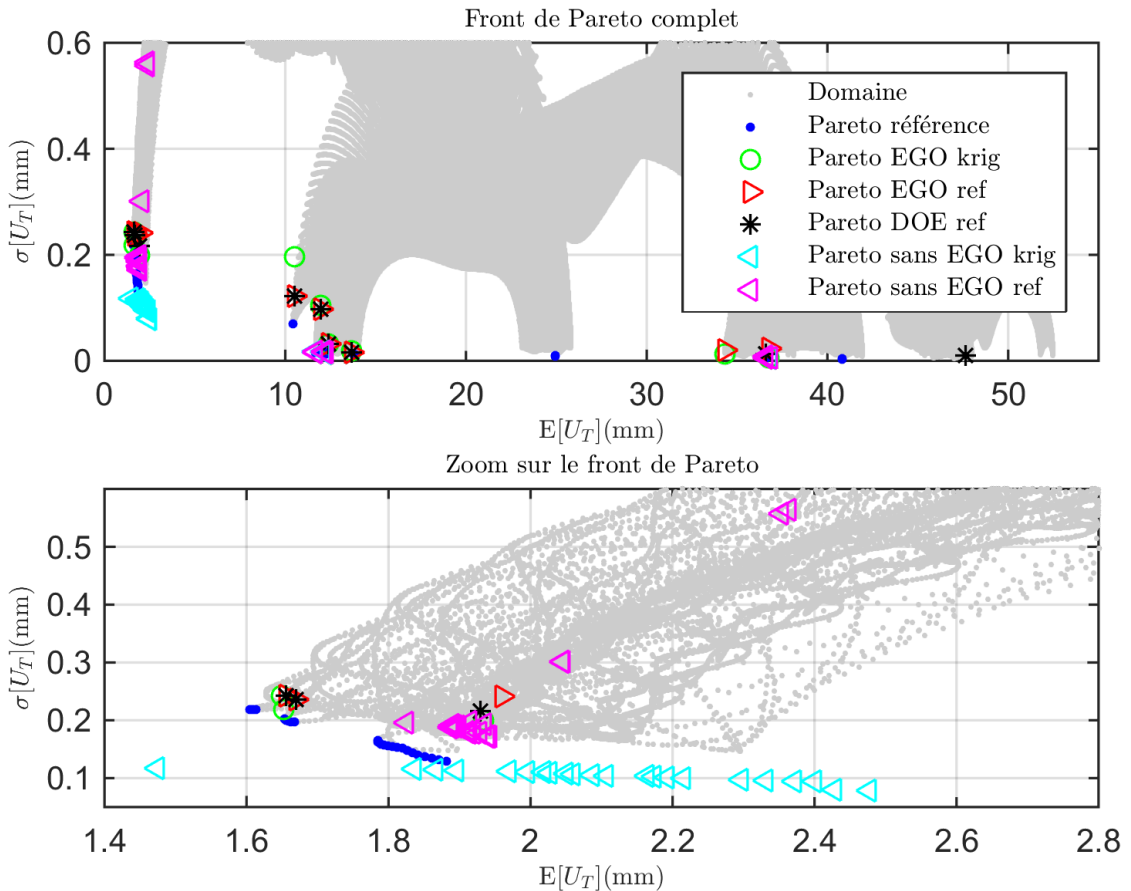 Front de Pareto complet
0.6
0.4
0.2
0
σ[U_T](mm)
Domaine
Pareto référence
Pareto EGO krig
Pareto EGO ref
Pareto DOE ref
Pareto sans EGO krig
Pareto sans EGO ref
0 10 20 30 40 50
E[U_T](mm)
Zoom sur le front de Pareto
0.5
0.4
0.3
0.2
0.1
σ[U_T](mm)
1.4 1.6 1.8 2 2.2 2.4 2.6 2.8
E[U_T](mm)